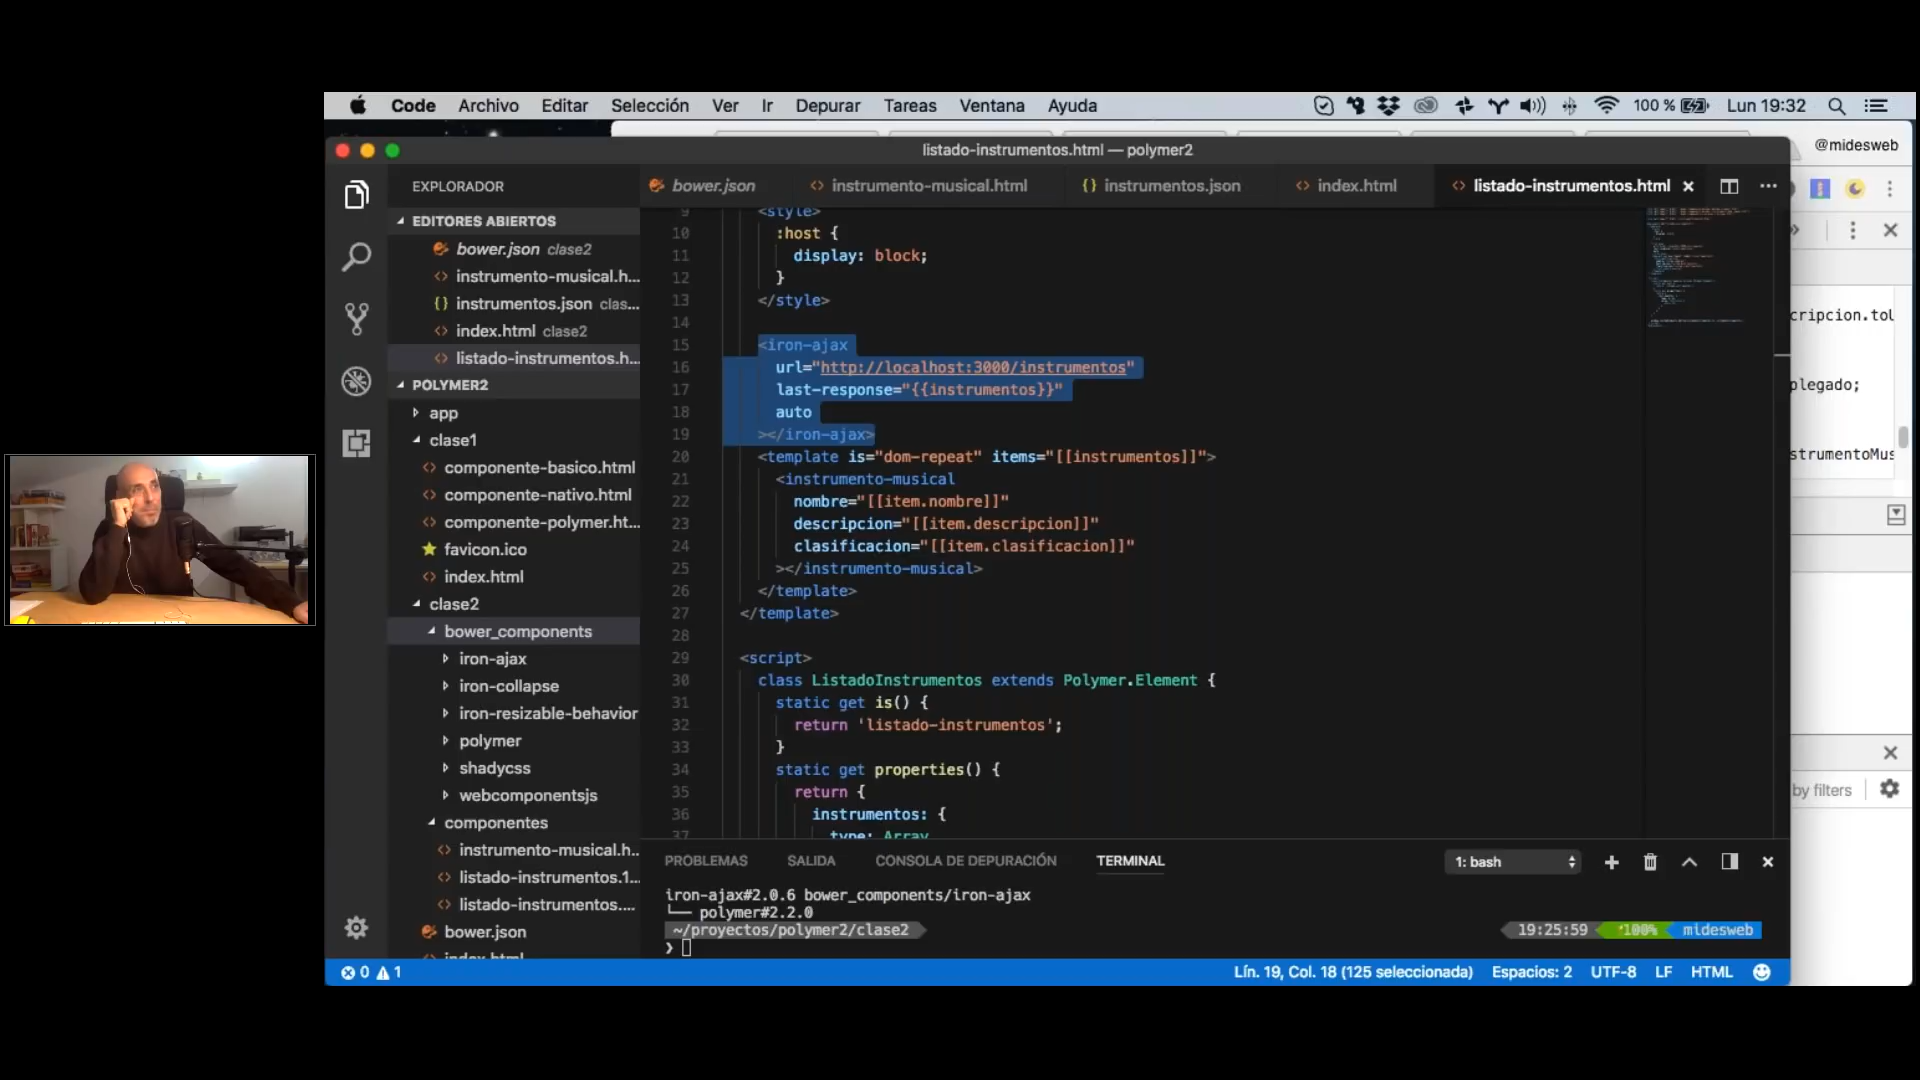 Code Archivo Editar Selección Ver Ir Depurar Tareas Ventana Ayuda 100 % Lun 19:32
listado-instrumentos.html — polymer2
@midesweb
EXPLORADOR
bower.json
instrumento-musical.html
instrumentos.json
index.html
listado-instrumentos.html
EDITORES ABIERTOS
bower.json clase2
instrumento-musical.h...
instrumentos.json clas...
index.html clase2
listado-instrumentos.h...
POLYMER2
app
clase1
componente-basico.html
componente-nativo.html
componente-polymer.ht...
favicon.ico
index.html
clase2
bower_components
iron-ajax
iron-collapse
iron-resizable-behavior
polymer
shadycss
webcomponentsjs
componentes
instrumento-musical.h..
listado-instrumentos.1...
listado-instrumentos....
bower.json
index.html
9 <style>
10 :host {
11 display: block;
12 }
13 </style>
14
15 <iron-ajax
16 url="http://localhost:3000/instrumentos"
17 last-response="{{instrumentos}}"
18 auto
19 ></iron-ajax>
20 <template is="dom-repeat" items="[[instrumentos]]">
21 <instrumento-musical
22 nombre="[[item.nombre]]"
23 descripcion="[[item.descripcion]]"
24 clasificacion="[[item.clasificacion]]"
25 ></instrumento-musical>
26 </template>
27 </template>
28
29 <script>
30 class ListadoInstrumentos extends Polymer.Element {
31 static get is() {
32 return 'listado-instrumentos';
33 }
34 static get properties() {
35 return {
36 instrumentos: {
37 type: Array
cripcion.tol
plegado;
strumentoMus
by filters
PROBLEMAS SALIDA CONSOLA DE DEPURACIÓN TERMINAL 1: bash
iron-ajax#2.0.6 bower_components/iron-ajax
└── polymer#2.2.0
~/proyectos/polymer2/clase2 19:25:59 100% midesweb
❯
0 1 Lín. 19, Col. 18 (125 seleccionada) Espacios: 2 UTF-8 LF HTML